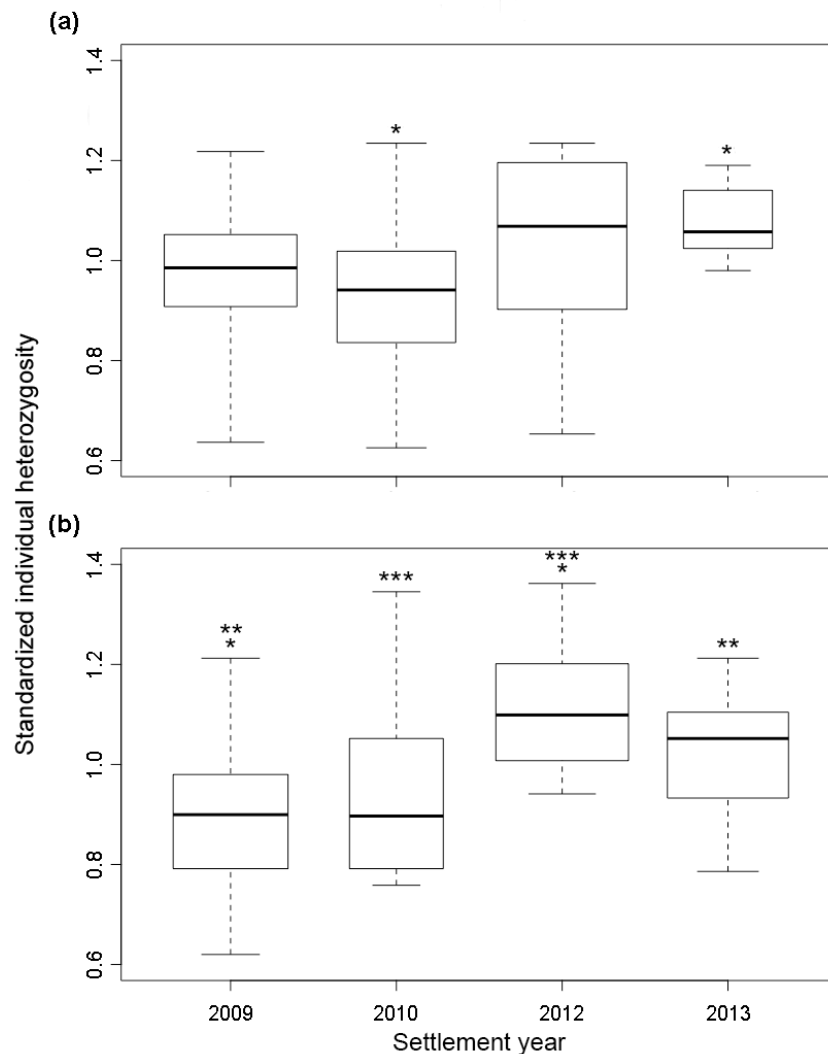 (a)
1.4
1.2
1.0
0.8
0.6
* *
Standardized individual heterozygosity
(b)
1.4
1.2
1.0
0.8
0.6
** *** *** **
* *
2009 2010 2012 2013
Settlement year